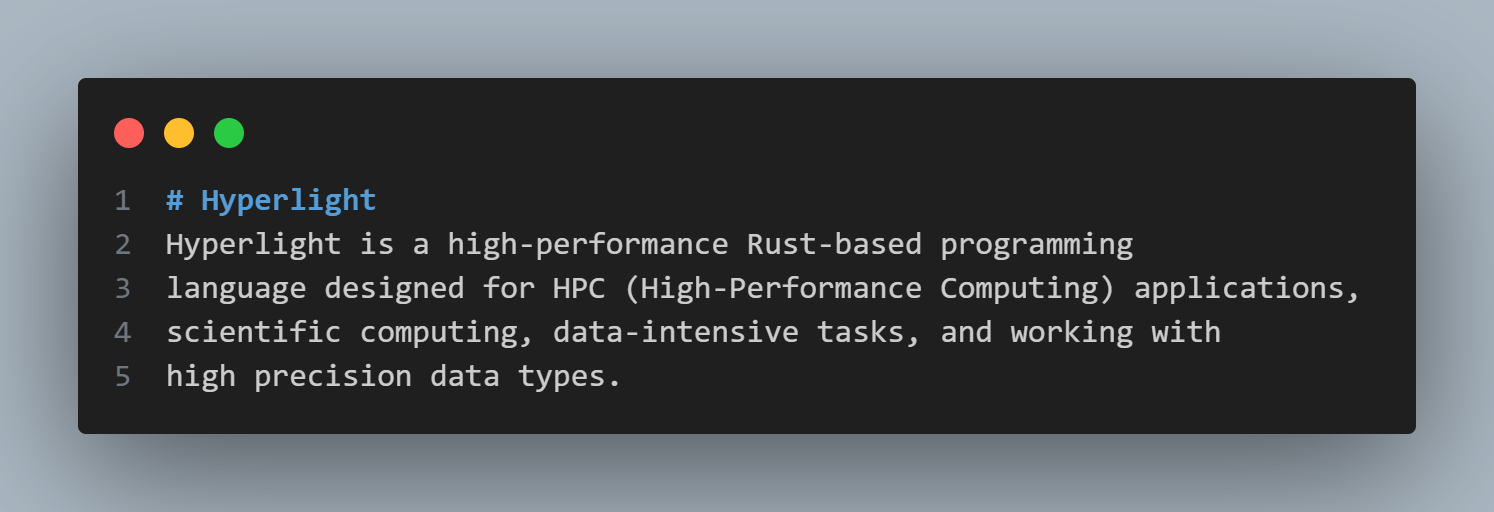 1 # Hyperlight
2 Hyperlight is a high-performance Rust-based programming
3 language designed for HPC (High-Performance Computing) applications,
4 scientific computing, data-intensive tasks, and working with
5 high precision data types.